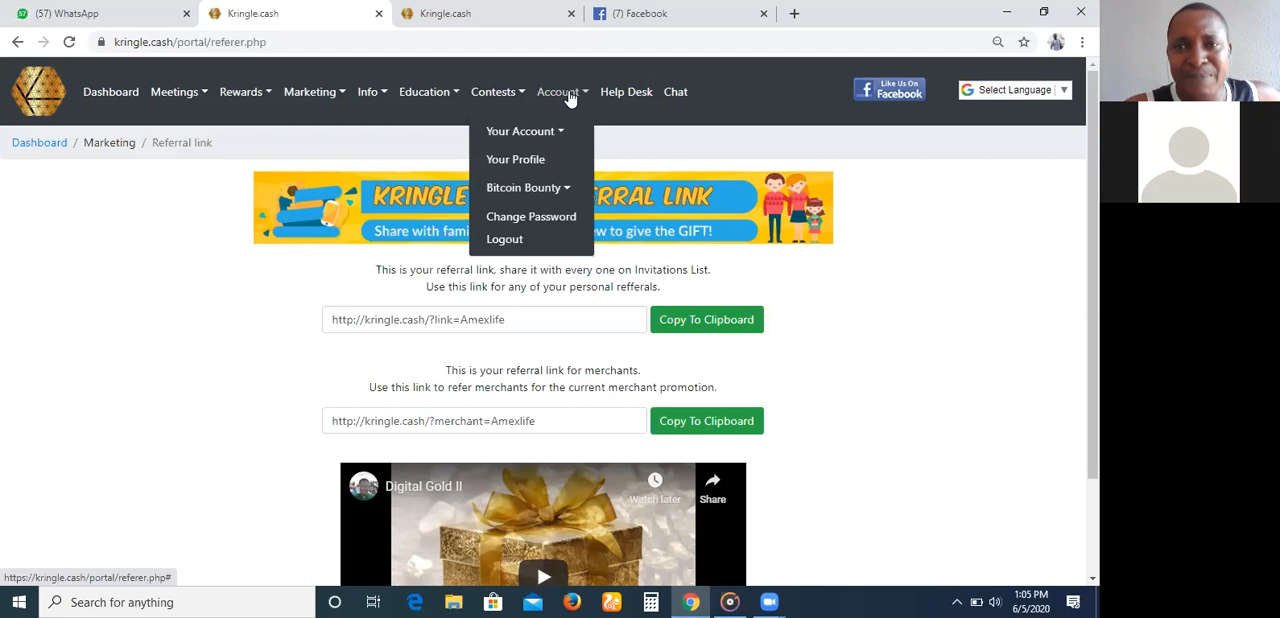 (57) WhatsApp
Kringle.cash
Kringle.cash
(7) Facebook
kringle.cash/portal/referer.php
Dashboard Meetings Rewards Marketing Info Education Contests Account Help Desk Chat
Like Us On
Facebook
Select Language
Dashboard / Marketing / Referral link
Your Account
Your Profile
Bitcoin Bounty
Change Password
Logout
KRINGLE RRAL LINK
Share with fami ew to give the GIFT!
This is your referral link, share it with every one on Invitations List.
Use this link for any of your personal refferals.
http://kringle.cash/?link=Amexlife
Copy To Clipboard
This is your referral link for merchants.
Use this link to refer merchants for the current merchant promotion.
http://kringle.cash/?merchant=Amexlife
Copy To Clipboard
Digital Gold II
Watch later
Share
https://kringle.cash/portal/referer.php#
Search for anything
1:05 PM
6/5/2020